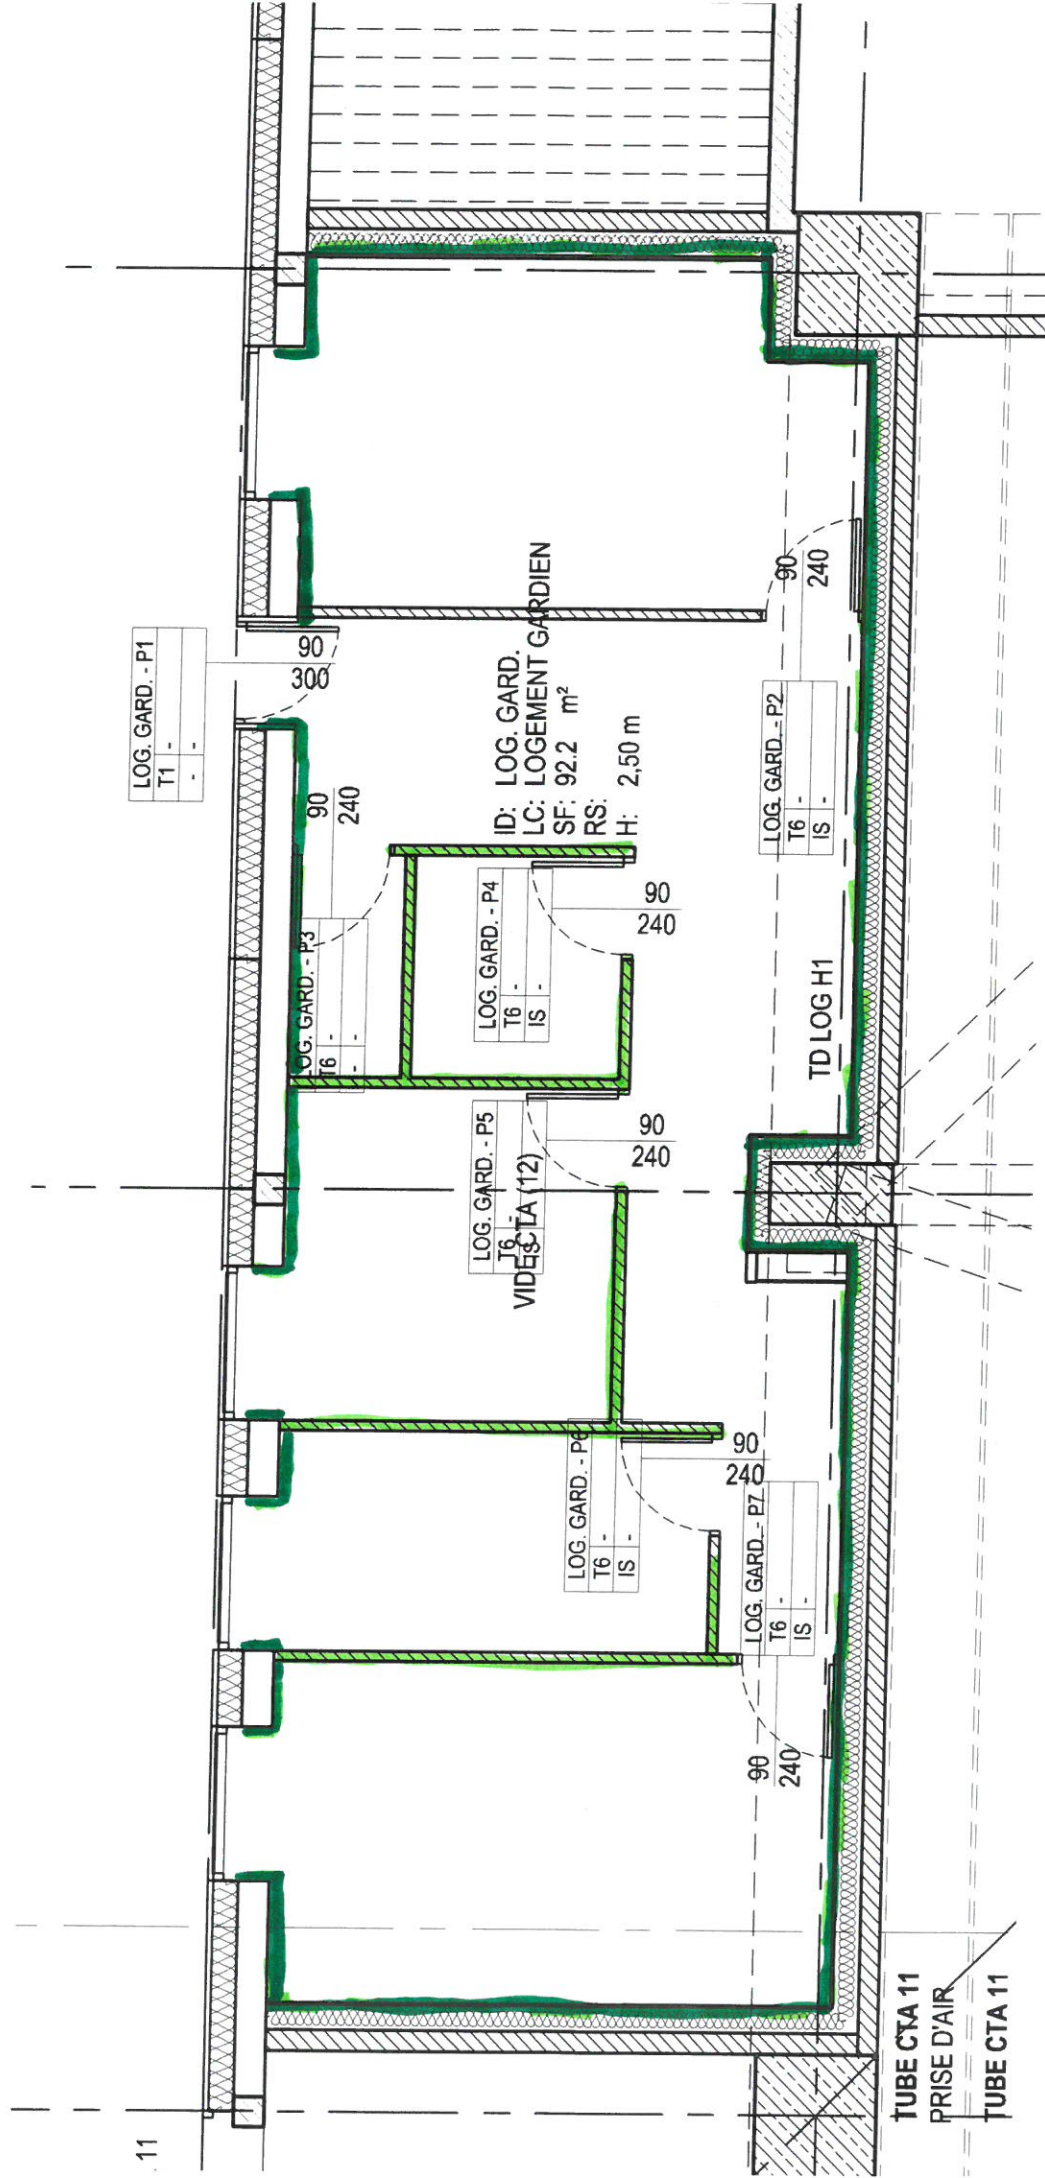 LOG. GARD. - P1
T1 -
-
90
300
90
240
LOG. GARD. - P3
T6 -
-
ID: LOG. GARD.
LC: LOGEMENT GARDIEN
SF: 92.2 m²
RS:
H: 2,50 m
90
240
LOG. GARD. - P2
T6 -
IS -
LOG. GARD. - P4
T6 -
IS -
90
240
TD LOG H1
LOG. GARD. - P5
T6 -
IS -
90
240
VIDE CTA (12)
LOG. GARD. - P6
T6 -
IS -
90
240
LOG. GARD. - P7
T6 -
IS -
90
240
11
TUBE CTA 11
PRISE D'AIR
TUBE CTA 11